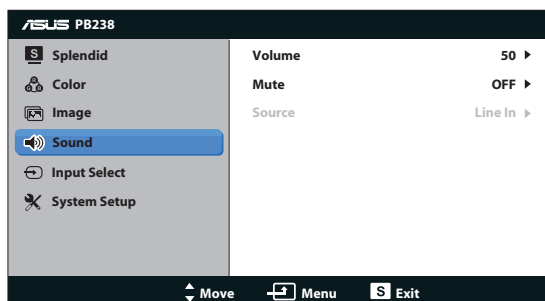 ASUS PB238
S Splendid
Color
Image
Sound
Input Select
System Setup
Volume 50
Mute OFF
Source Line In
Move Menu S Exit